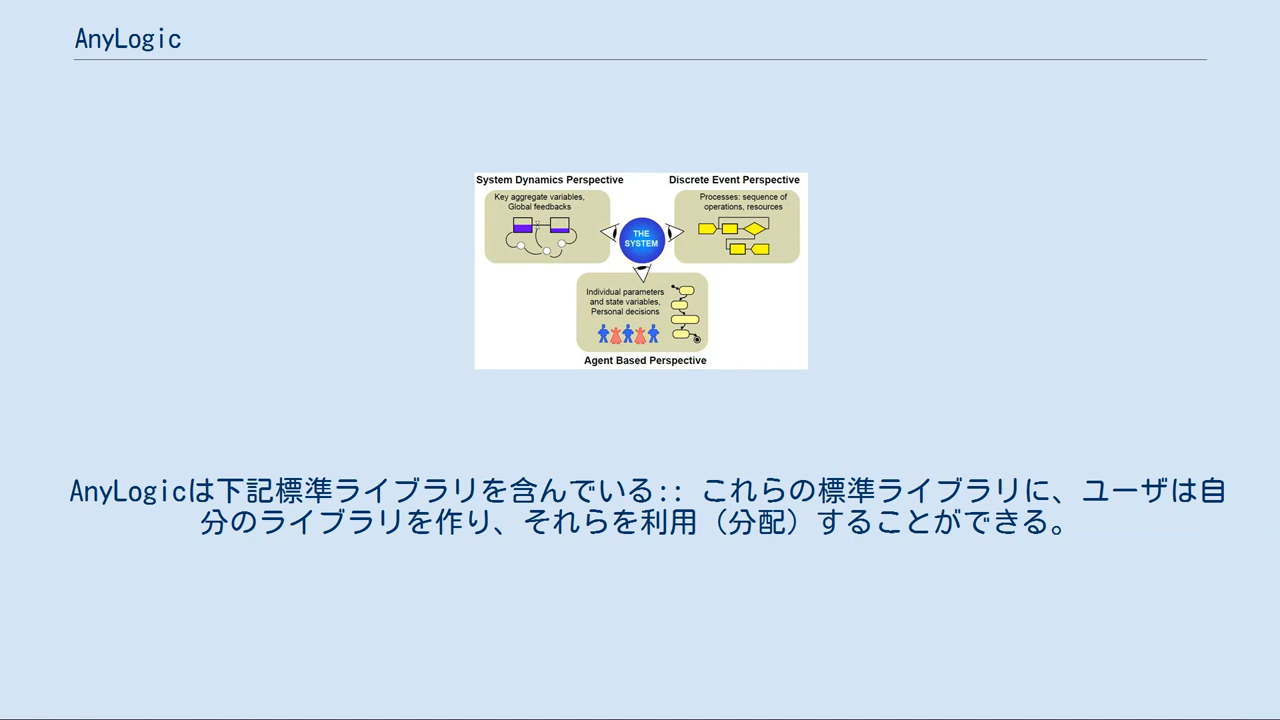 AnyLogic
System Dynamics Perspective
Discrete Event Perspective
Key aggregate variables,
Global feedbacks
Processes: sequence of
operations, resources
THE
SYSTEM
Individual parameters
and state variables,
Personal decisions
Agent Based Perspective
AnyLogicは下記標準ライブラリを含んでいる:: これらの標準ライブラリに、ユーザは自
分のライブラリを作り、それらを利用（分配）することができる。